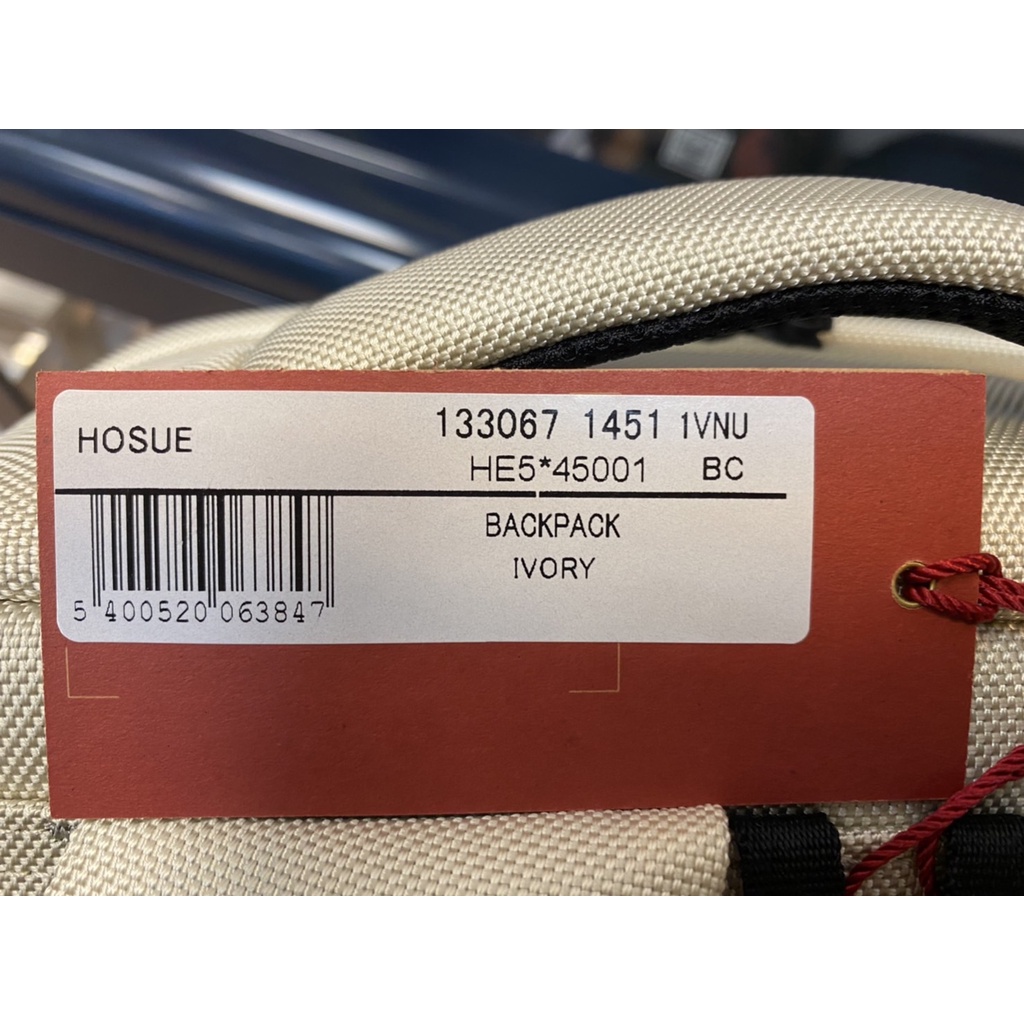 HOSUE
133067 1451 1VNU
HE5*45001 BC
BACKPACK
IVORY
5 400520 063847